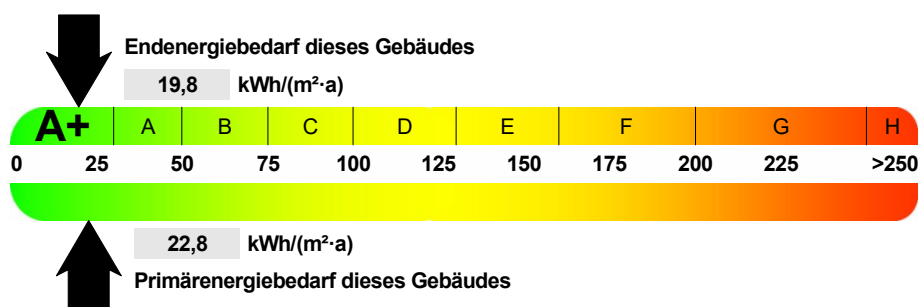 Endenergiebedarf dieses Gebäudes
19,8 kWh/(m²·a)
A+ A B C D E F G H
0 25 50 75 100 125 150 175 200 225 >250
22,8 kWh/(m²·a)
Primärenergiebedarf dieses Gebäudes